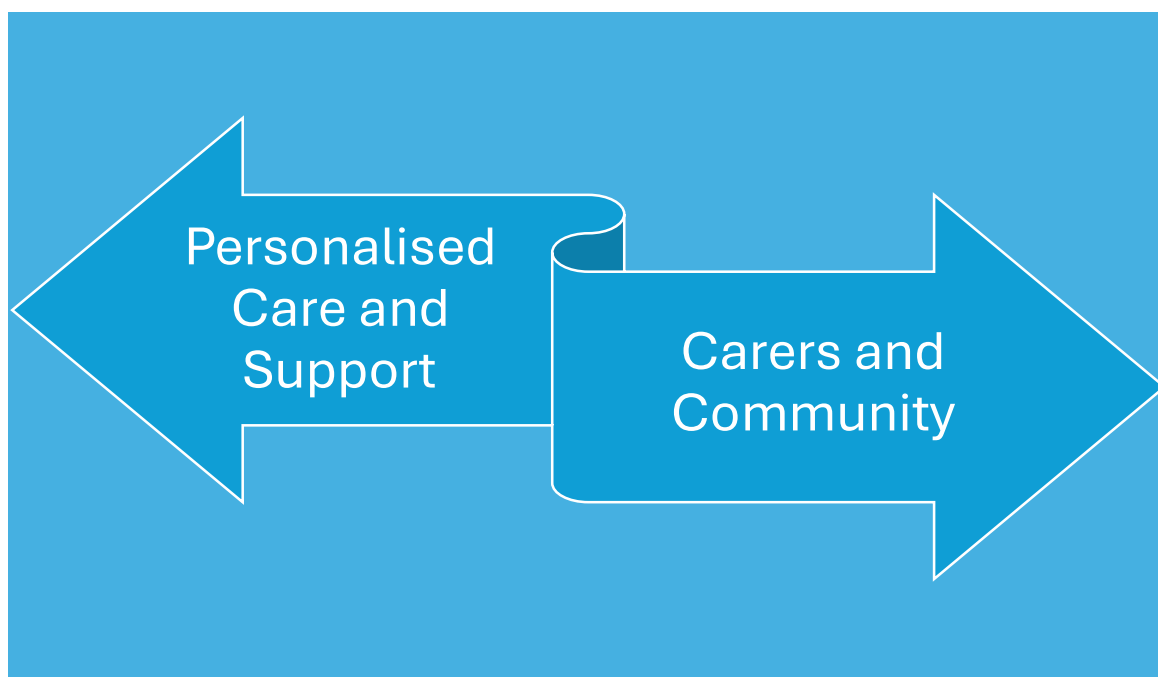 Personalised
Care and
Support
Carers and
Community